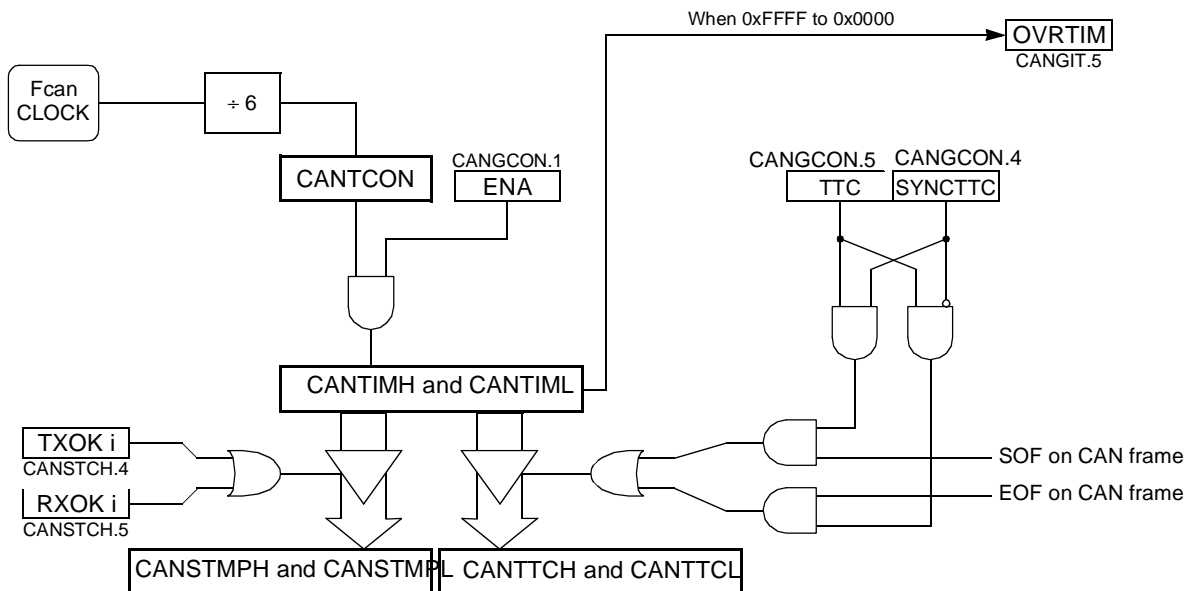 When 0xFFFF to 0x0000
OVRTIM
CANGIT.5
Fcan
CLOCK
÷ 6
CANTCON
CANGCON.1
ENA
CANGCON.5
CANGCON.4
TTC
SYNCTTC
CANTIMH and CANTIML
TXOK i
CANSTCH.4
RXOK i
CANSTCH.5
SOF on CAN frame
EOF on CAN frame
CANSTMPH and CANSTMPL
CANTTCH and CANTTCL